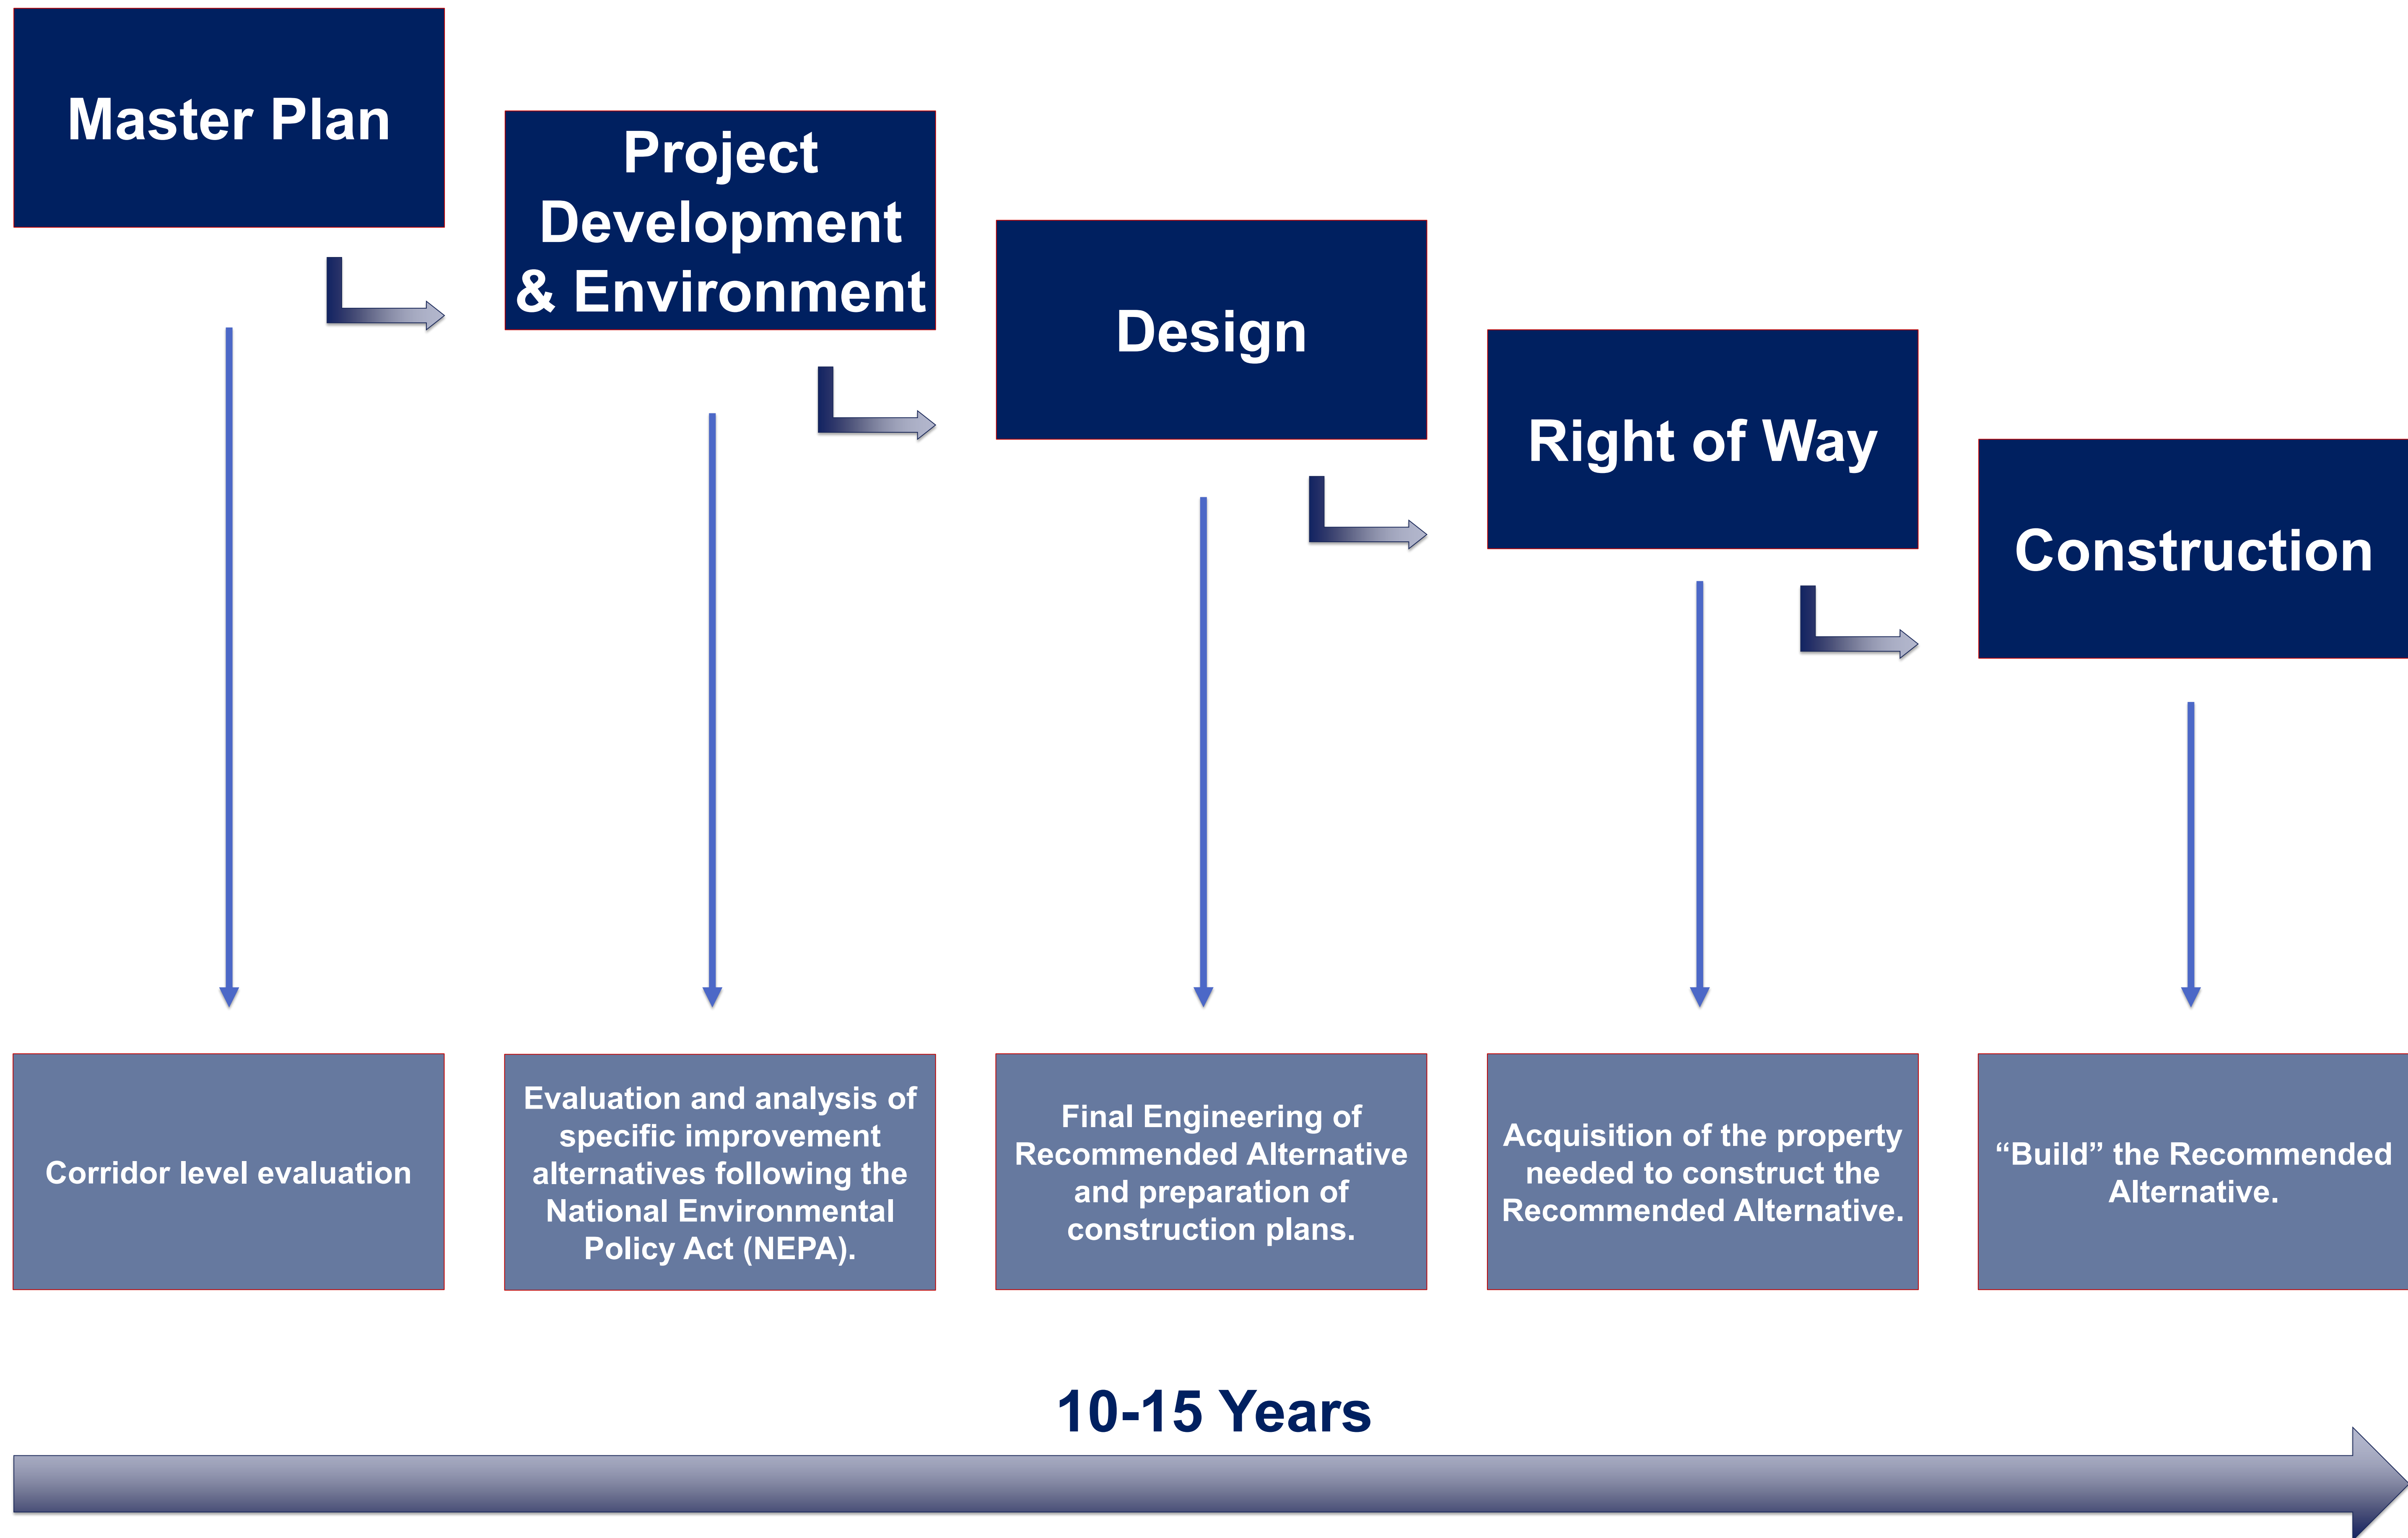 Master Plan
Project
Development
& Environment
Design
Right of Way
Construction
Corridor level evaluation
Evaluation and analysis of
specific improvement
alternatives following the
National Environmental
Policy Act (NEPA).
Final Engineering of
Recommended Alternative
and preparation of
construction plans.
Acquisition of the property
needed to construct the
Recommended Alternative.
“Build” the Recommended
Alternative.
10-15 Years